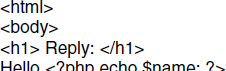 <html>
<body>
<h1> Reply: </h1>
Hello <?php echo $name; ?>